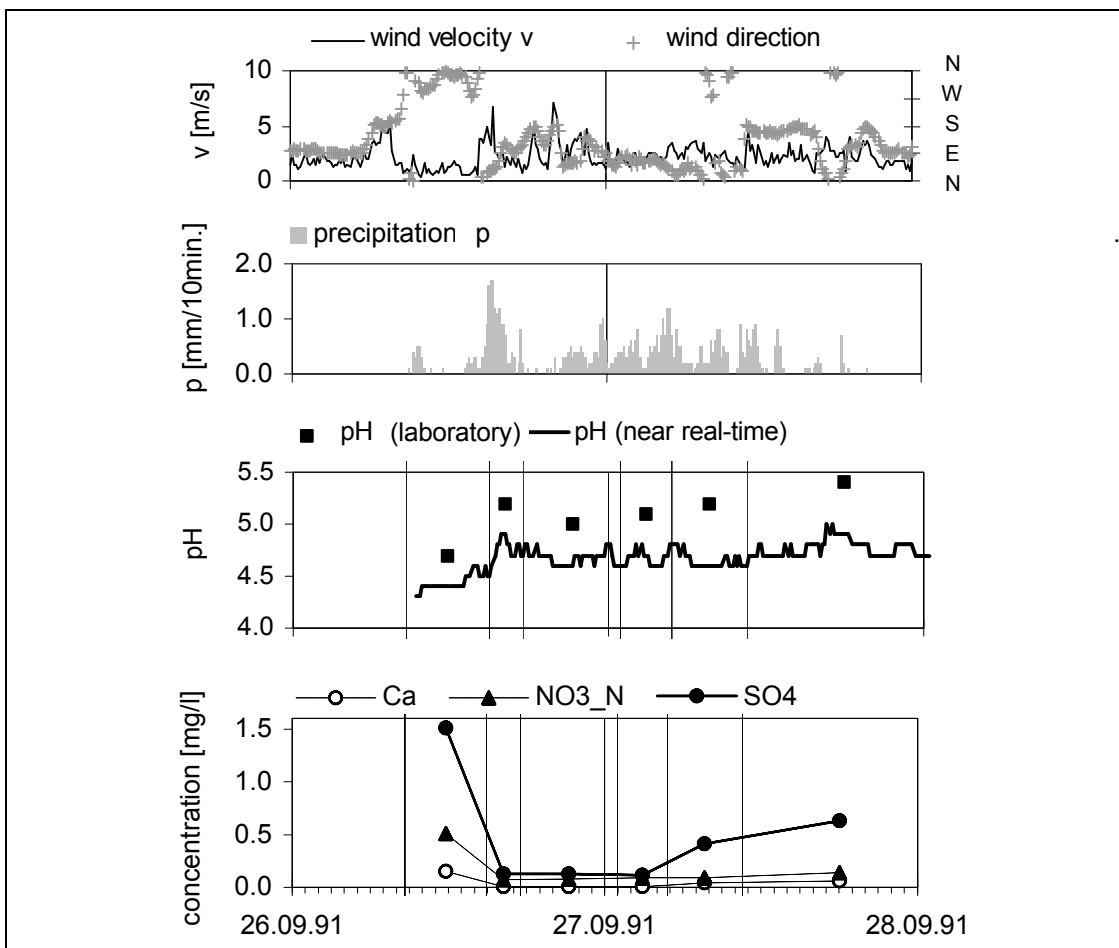 wind velocity v wind direction
v [m/s]
10
5
0
N
W
S
E
N
precipitation p
p [mm/10min.]
2.0
1.0
0.0
pH (laboratory) pH (near real-time)
pH
5.5
5.0
4.5
4.0
Ca NO3_N SO4
concentration [mg/l]
1.5
1.0
0.5
0.0
26.09.91 27.09.91 28.09.91